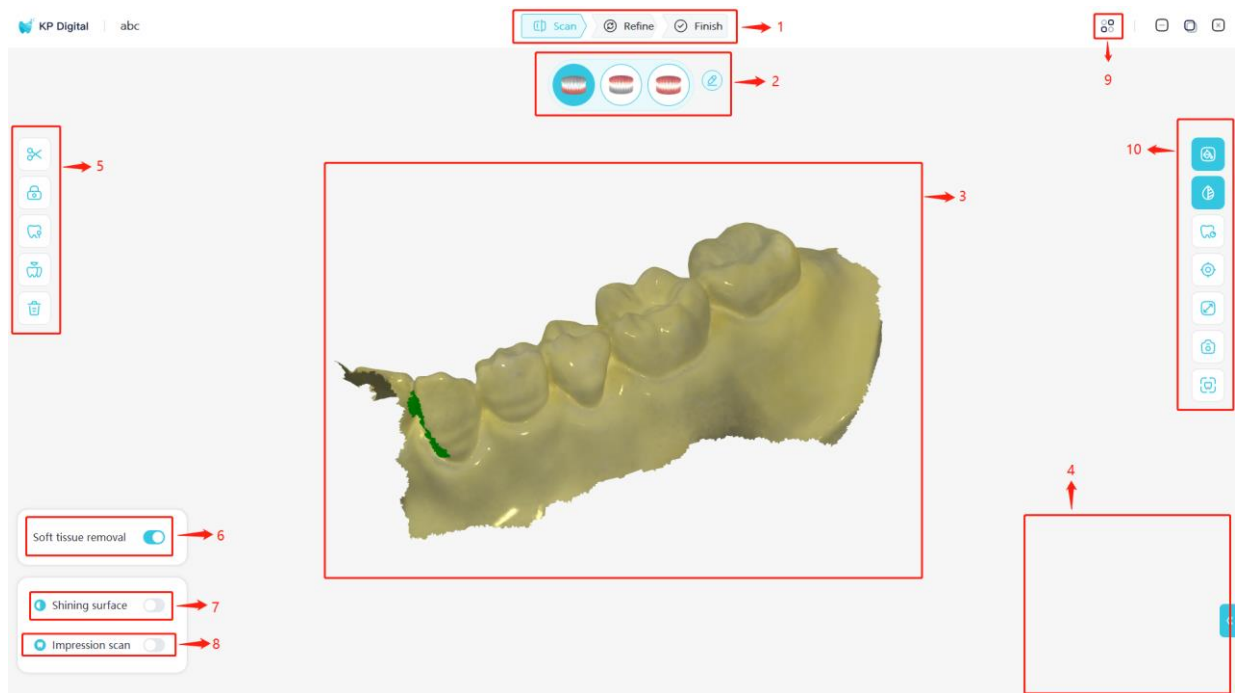 KP Digital abc
Scan Refine Finish
1
9
2
5
10
3
4
Soft tissue removal
6
Shining surface
7
Impression scan
8